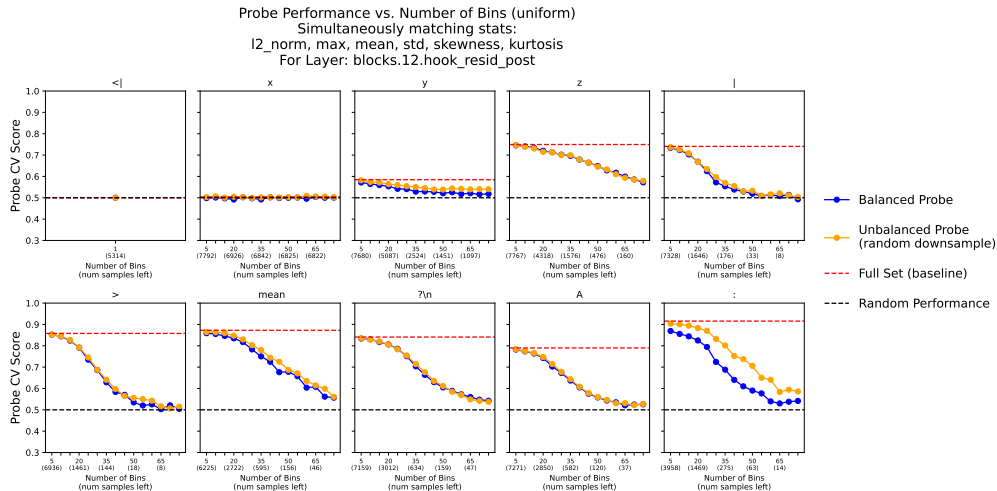 Probe Performance vs. Number of Bins (uniform)
Simultaneously matching stats:
l2_norm, max, mean, std, skewness, kurtosis
For Layer: blocks.12.hook_resid_post
<|
x
y
z
|
Probe CV Score
1.0
0.9
0.8
0.7
0.6
0.5
0.4
0.3
1
(5314)
5 20 35 50 65
(7792) (6926) (6842) (6825) (6822)
5 20 35 50 65
(7680) (5087) (2524) (1451) (1097)
5 20 35 50 65
(7767) (4318) (1576) (476) (160)
5 20 35 50 65
(7328) (1646) (176) (33) (8)
Number of Bins
(num samples left)
Number of Bins
(num samples left)
Number of Bins
(num samples left)
Number of Bins
(num samples left)
Number of Bins
(num samples left)
Balanced Probe
Unbalanced Probe
(random downsample)
Full Set (baseline)
Random Performance
>
mean
?\n
A
:
Probe CV Score
1.0
0.9
0.8
0.7
0.6
0.5
0.4
0.3
5 20 35 50 65
(6936) (1461) (144) (18) (8)
5 20 35 50 65
(6225) (2722) (595) (156) (46)
5 20 35 50 65
(7159) (3012) (634) (159) (47)
5 20 35 50 65
(7271) (2850) (582) (120) (37)
5 20 35 50 65
(3958) (1469) (275) (63) (14)
Number of Bins
(num samples left)
Number of Bins
(num samples left)
Number of Bins
(num samples left)
Number of Bins
(num samples left)
Number of Bins
(num samples left)